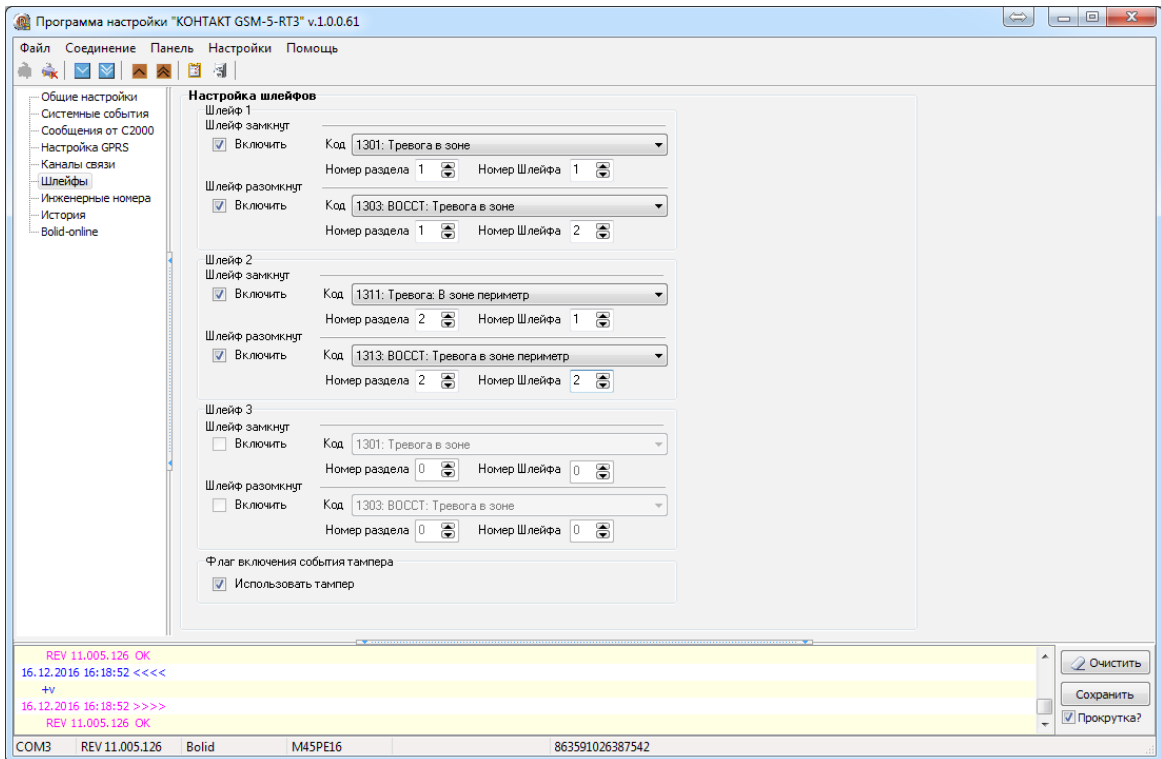 Программа настройки "КОНТАКТ GSM-5-RT3" v.1.0.0.61
Файл Соединение Панель Настройки Помощь
Общие настройки
Системные события
Сообщения от С2000
Настройка GPRS
Каналы связи
Шлейфы
Инженерные номера
История
Bolid-online
Настройка шлейфов
Шлейф 1
Шлейф замкнут
Включить Код 1301: Тревога в зоне
Номер раздела 1 Номер Шлейфа 1
Шлейф разомкнут
Включить Код 1303: ВОССТ: Тревога в зоне
Номер раздела 1 Номер Шлейфа 2
Шлейф 2
Шлейф замкнут
Включить Код 1311: Тревога: В зоне периметр
Номер раздела 2 Номер Шлейфа 1
Шлейф разомкнут
Включить Код 1313: ВОССТ: Тревога в зоне периметр
Номер раздела 2 Номер Шлейфа 2
Шлейф 3
Шлейф замкнут
Включить Код 1301: Тревога в зоне
Номер раздела 0 Номер Шлейфа 0
Шлейф разомкнут
Включить Код 1303: ВОССТ: Тревога в зоне
Номер раздела 0 Номер Шлейфа 0
Флаг включения события тампера
Использовать тампер
REV 11.005.126 OK
16.12.2016 16:18:52 <<<<
+v
16.12.2016 16:18:52 >>>>
REV 11.005.126 OK
Очистить
Сохранить
Прокрутка?
COM3 REV 11.005.126 Bolid M45PE16 863591026387542